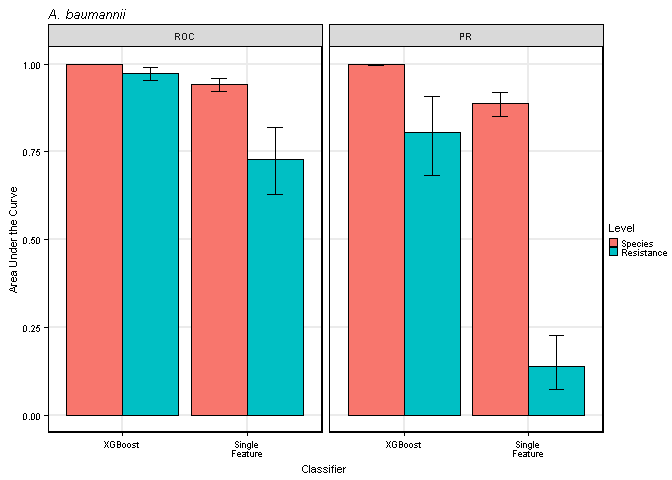 A. baumannii
ROC
PR
1.00
0.75
0.50
0.25
0.00
Area Under the Curve
XGBoost
Single
Feature
XGBoost
Single
Feature
Classifier
Level
Species
Resistance